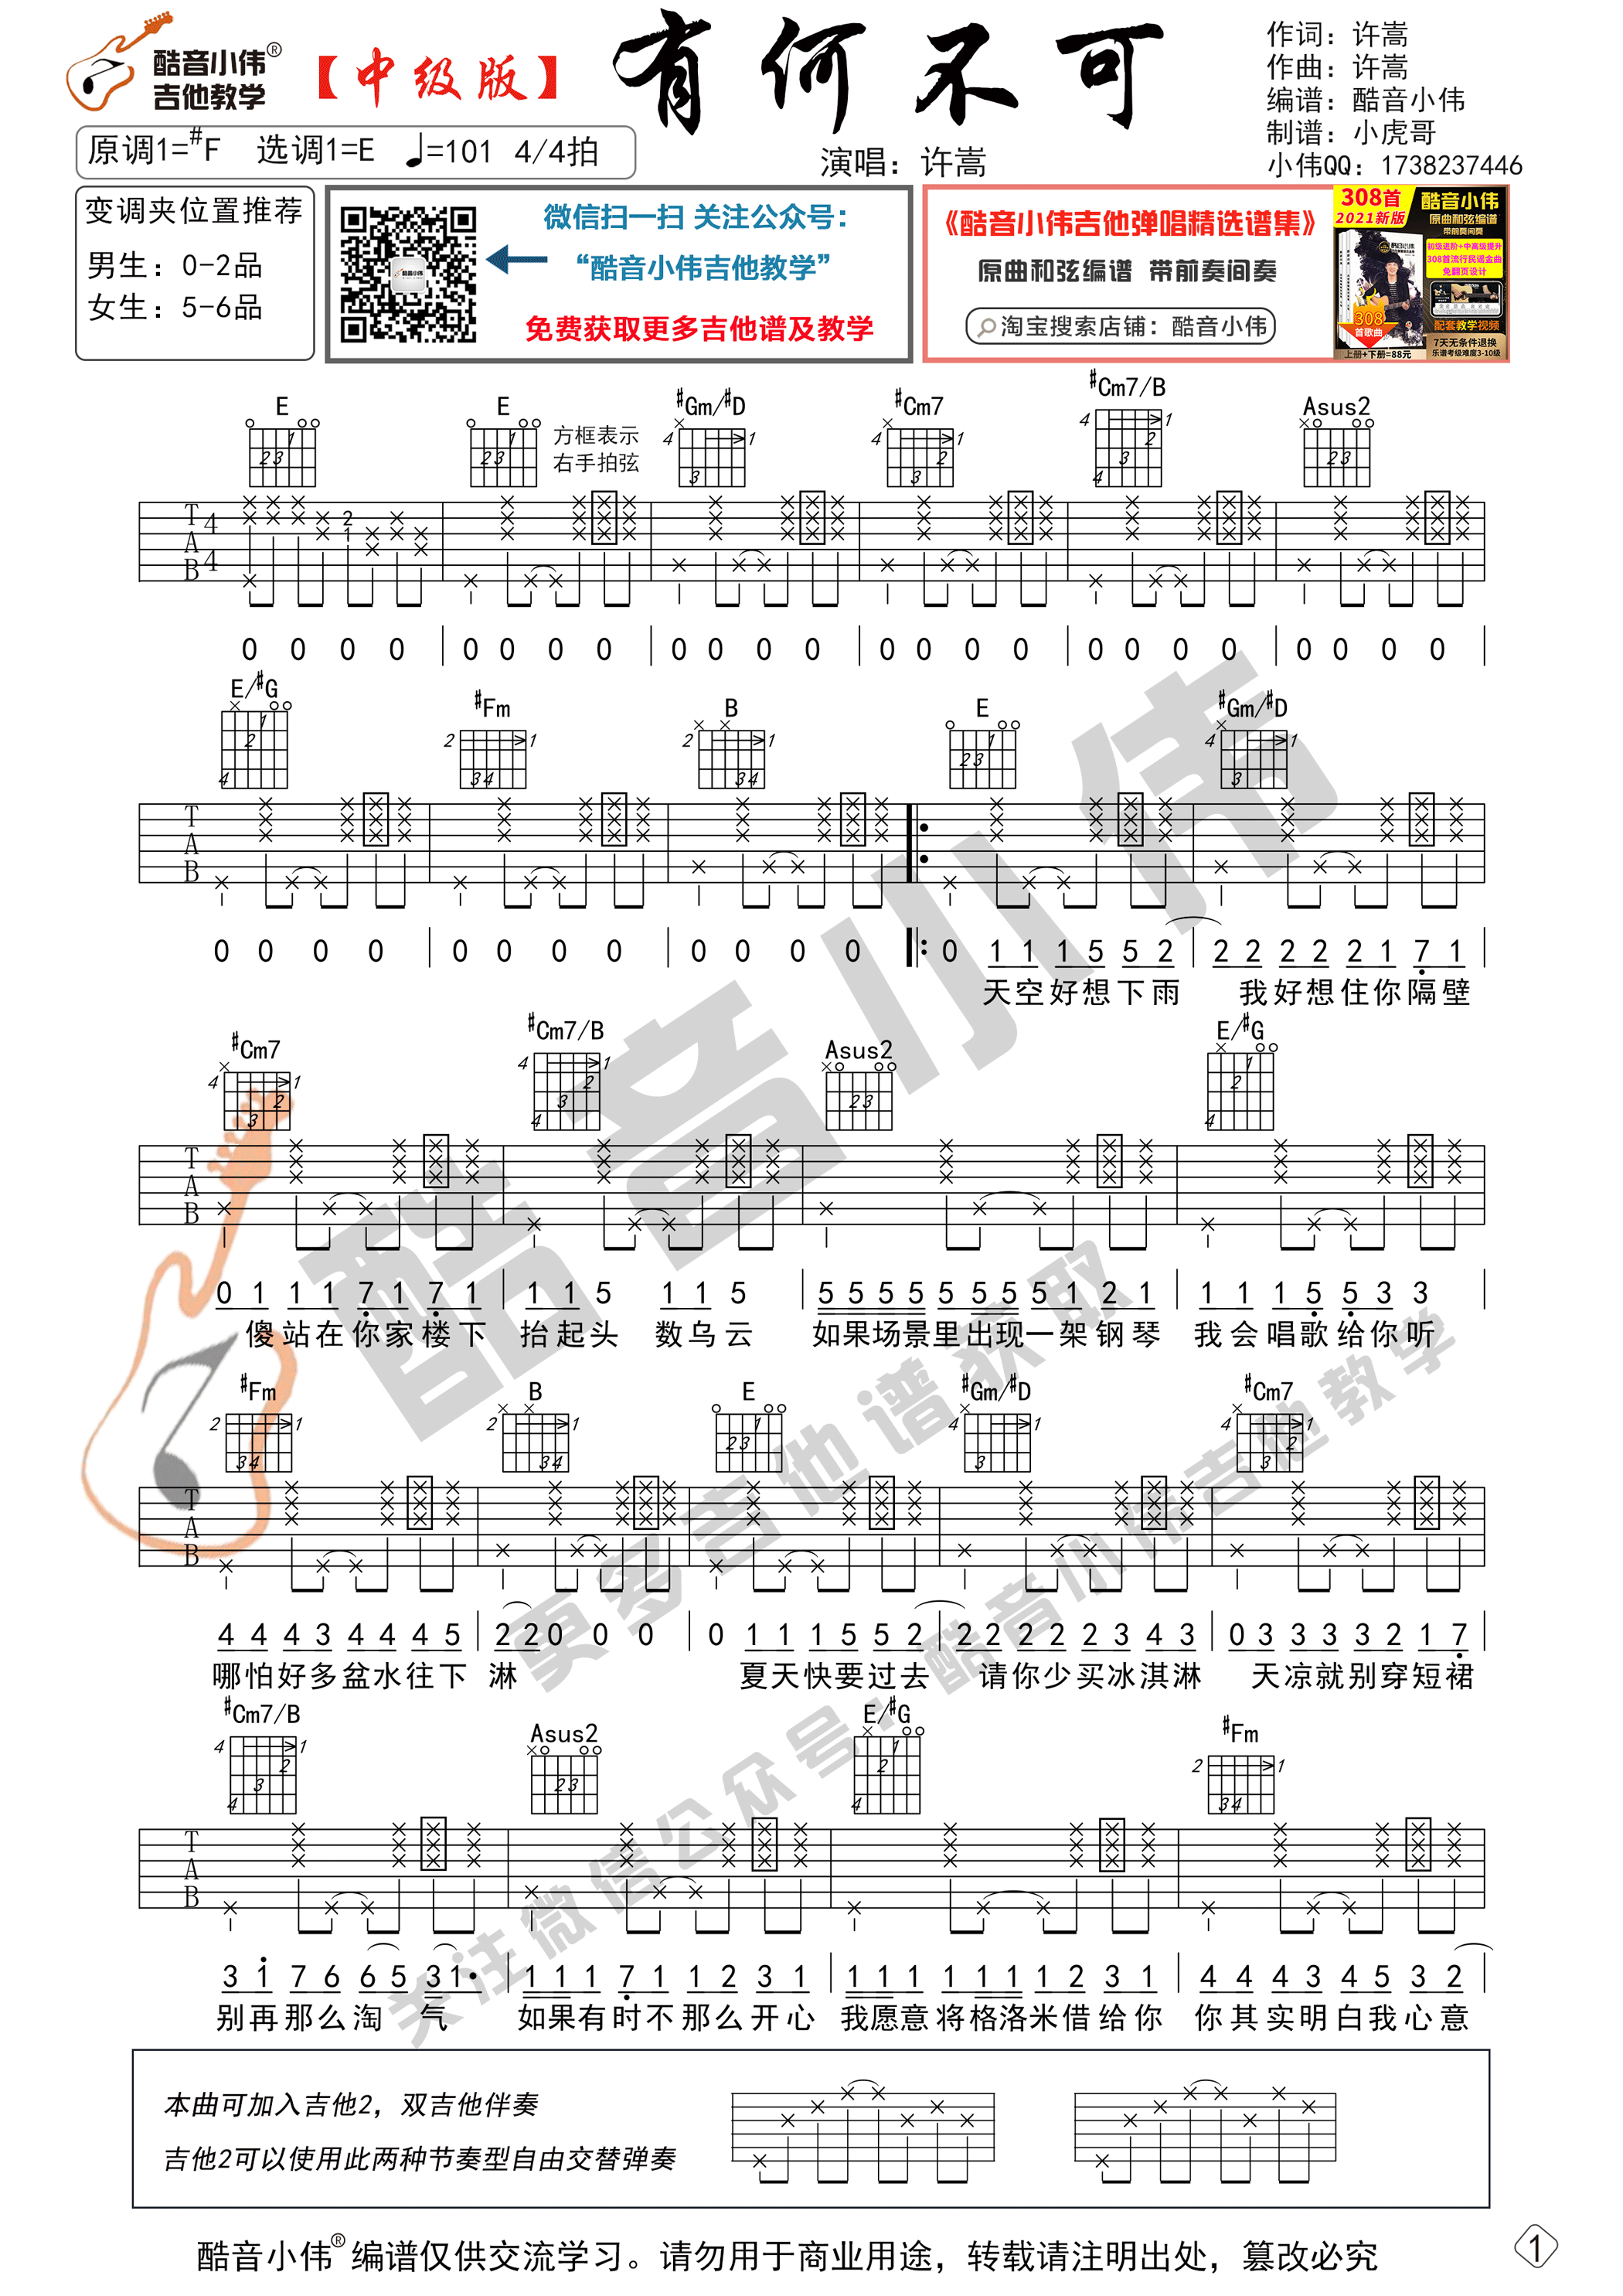 酷音小伟®
吉他教学
【中级版】
有何不可
作词：许嵩
作曲：许嵩
编谱：酷音小伟
制谱：小虎哥
小伟QQ：1738237446
演唱：许嵩
原调1=#F 选调1=E ♩=101 4/4拍
变调夹位置推荐
男生：0-2品
女生：5-6品
微信扫一扫 关注公众号：
“酷音小伟吉他教学”
免费获取更多吉他谱及教学
《酷音小伟吉他弹唱精选谱集》
原曲和弦编谱 带前奏间奏
淘宝搜索店铺：酷音小伟
308首
2021新版
酷音小伟
原曲和弦编谱
带前奏间奏
初级进阶+中高级提升
308首流行民谣金曲
免翻页设计
308
首歌曲
配套教学视频
上册+下册=88元
7天无条件退换
乐谱考级难度3-10级
E E #Gm/#D #Cm7 #Cm7/B Asus2
方框表示
右手拍弦
T A B 4 4
0 0 0 0 | 0 0 0 0 | 0 0 0 0 | 0 0 0 0 | 0 0 0 0 | 0 0 0 0 |
E/#G #Fm B E #Gm/#D
T A B
0 0 0 0 | 0 0 0 0 | 0 0 0 0 |: 0 1 1 1 5 5 2 | 2 2 2 2 2 1 7 1 |
天空好想下雨 我好想住你隔壁
#Cm7 #Cm7/B Asus2 E/#G
T A B
0 1 1 1 7 1 7 1 | 1 1 5 1 1 5 | 5 5 5 5 5 5 5 5 1 2 1 | 1 1 1 5 5 3 3 |
傻站在你家楼下 抬起头 数乌云 如果场景里出现一架钢琴 我会唱歌给你听
#Fm B E #Gm/#D #Cm7
T A B
4 4 4 3 4 4 4 5 | 2 2 0 0 0 | 0 1 1 1 5 5 2 | 2 2 2 2 2 3 4 3 | 0 3 3 3 3 2 1 7 |
哪怕好多盆水往下 淋 夏天快要过去 请你少买冰淇淋 天凉就别穿短裙
#Cm7/B Asus2 E/#G #Fm
T A B
3 1 7 6 6 5 3 1· | 1 1 1 7 1 1 2 3 1 | 1 1 1 1 1 1 1 2 3 1 | 4 4 4 3 4 5 3 2 |
别再那么淘 气 如果有时不那么开心 我愿意将格洛米借给你 你其实明白我心意
本曲可加入吉他2，双吉他伴奏
吉他2可以使用此两种节奏型自由交替弹奏
酷音小伟® 编谱仅供交流学习。请勿用于商业用途，转载请注明出处，篡改必究
1
酷音小伟
更多吉他谱获取
关注微信公众号：酷音小伟吉他教学